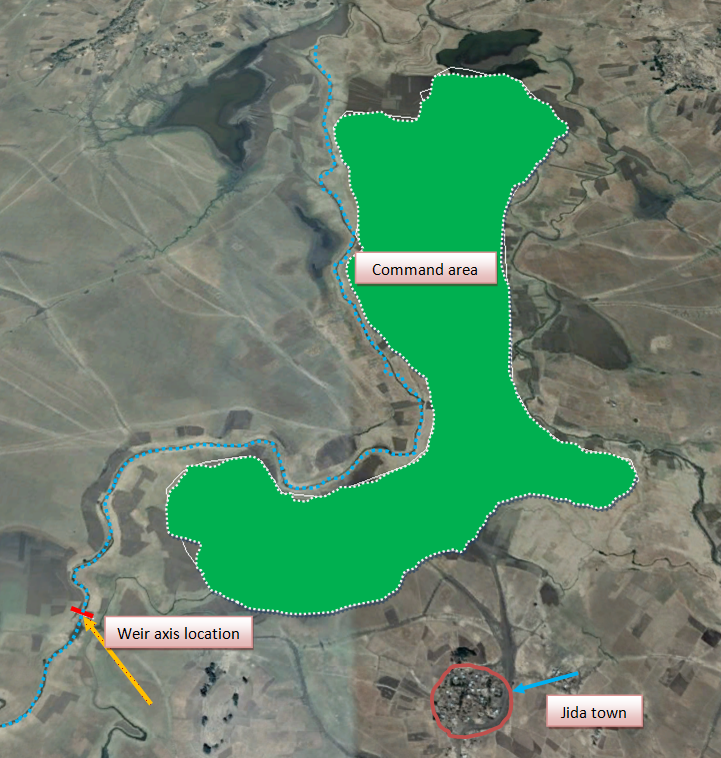 Command area
Weir axis location
Jida town